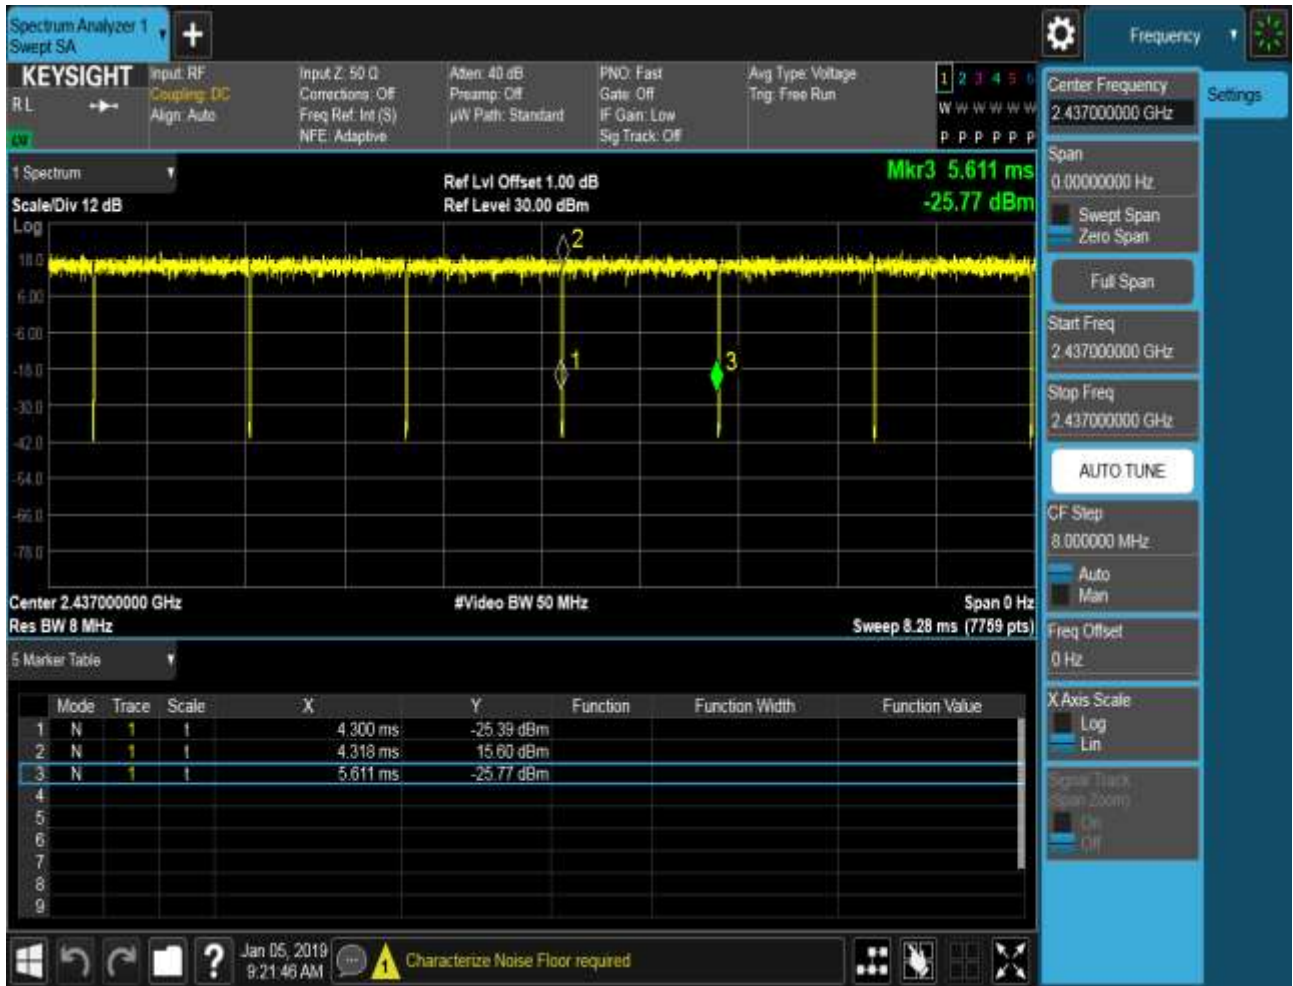 Spectrum Analyzer 1
Swept SA
Frequency
KEYSIGHT
R L
Input: RF
Coupling: DC
Align: Auto
Input Z: 50 Ω
Corrections: Off
Freq Ref: Int (S)
NFE: Adaptive
Atten: 40 dB
Preamp: Off
µW Path: Standard
PNO: Fast
Gate: Off
IF Gain: Low
Sig Track: Off
Avg Type: Voltage
Trig: Free Run
1 2 3 4 5 6
W W W W W W
P P P P P P
1 Spectrum
Scale/Div 12 dB
Log
Ref Lvl Offset 1.00 dB
Ref Level 30.00 dBm
Mkr3 5.611 ms
-25.77 dBm
18.0
6.00
-6.00
-18.0
-30.0
-42.0
-54.0
-66.0
-78.0
2
1
3
Center 2.437000000 GHz
#Video BW 50 MHz
Span 0 Hz
Res BW 8 MHz
Sweep 8.28 ms (7759 pts)
5 Marker Table
Mode Trace Scale X Y Function Function Width Function Value
1 N 1 t 4.300 ms -25.39 dBm
2 N 1 t 4.318 ms 15.60 dBm
3 N 1 t 5.611 ms -25.77 dBm
4
5
6
7
8
9
Jan 05, 2019
9:21:46 AM
?
1
Characterize Noise Floor required
Center Frequency
2.437000000 GHz
Settings
Span
0.00000000 Hz
Swept Span
Zero Span
Full Span
Start Freq
2.437000000 GHz
Stop Freq
2.437000000 GHz
AUTO TUNE
CF Step
8.000000 MHz
Auto
Man
Freq Offset
0 Hz
X Axis Scale
Log
Lin
Signal Track
(Span Zoom)
On
Off